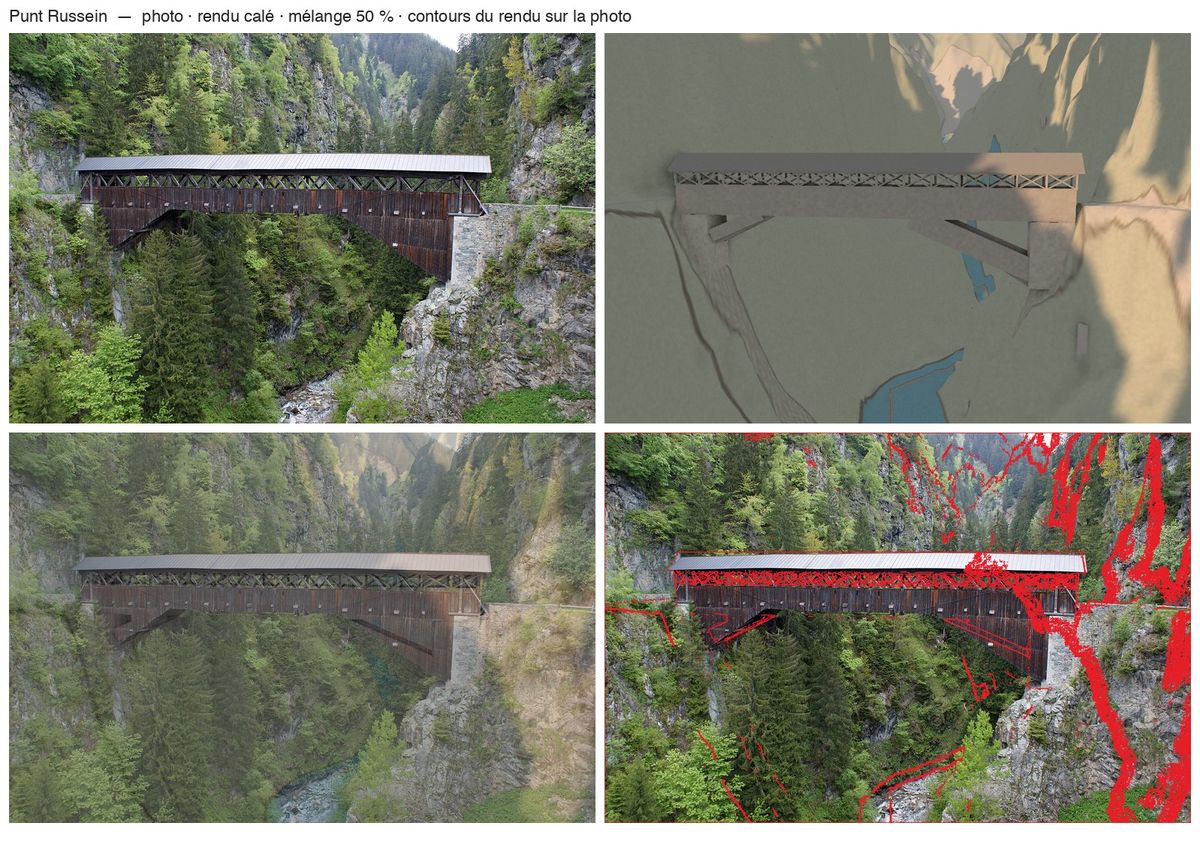 Punt Russein — photo · rendu calé · mélange 50 % · contours du rendu sur la photo